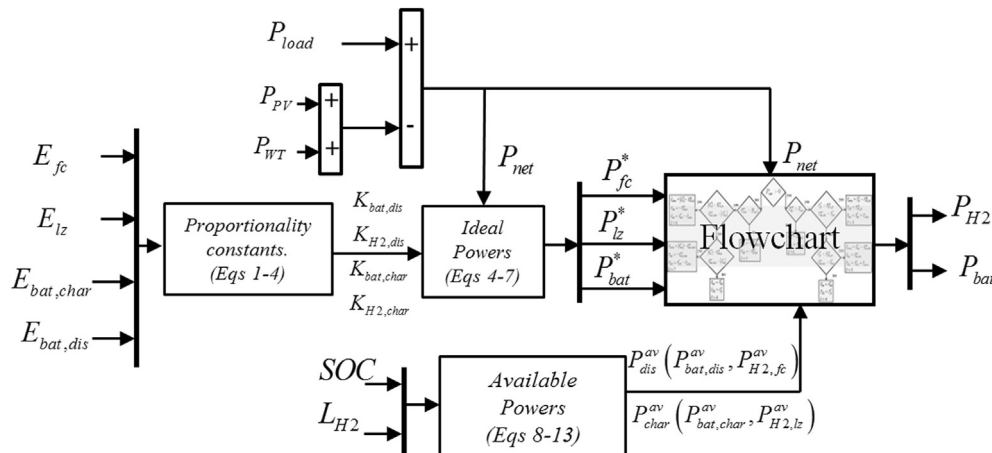 P_load
+
P_PV
+
P_WT
+
-
P_net
P_net
E_fc
E_lz
E_bat,char
E_bat,dis
Proportionality
constants.
(Eqs 1-4)
K_bat,dis
K_H2,dis
K_bat,char
K_H2,char
Ideal
Powers
(Eqs 4-7)
P*_fc
P*_lz
P*_bat
Flowchart
P_H2
P_bat
SOC
L_H2
Available
Powers
(Eqs 8-13)
P^av_dis (P^av_bat,dis, P^av_H2,fc)
P^av_char (P^av_bat,char, P^av_H2,lz)